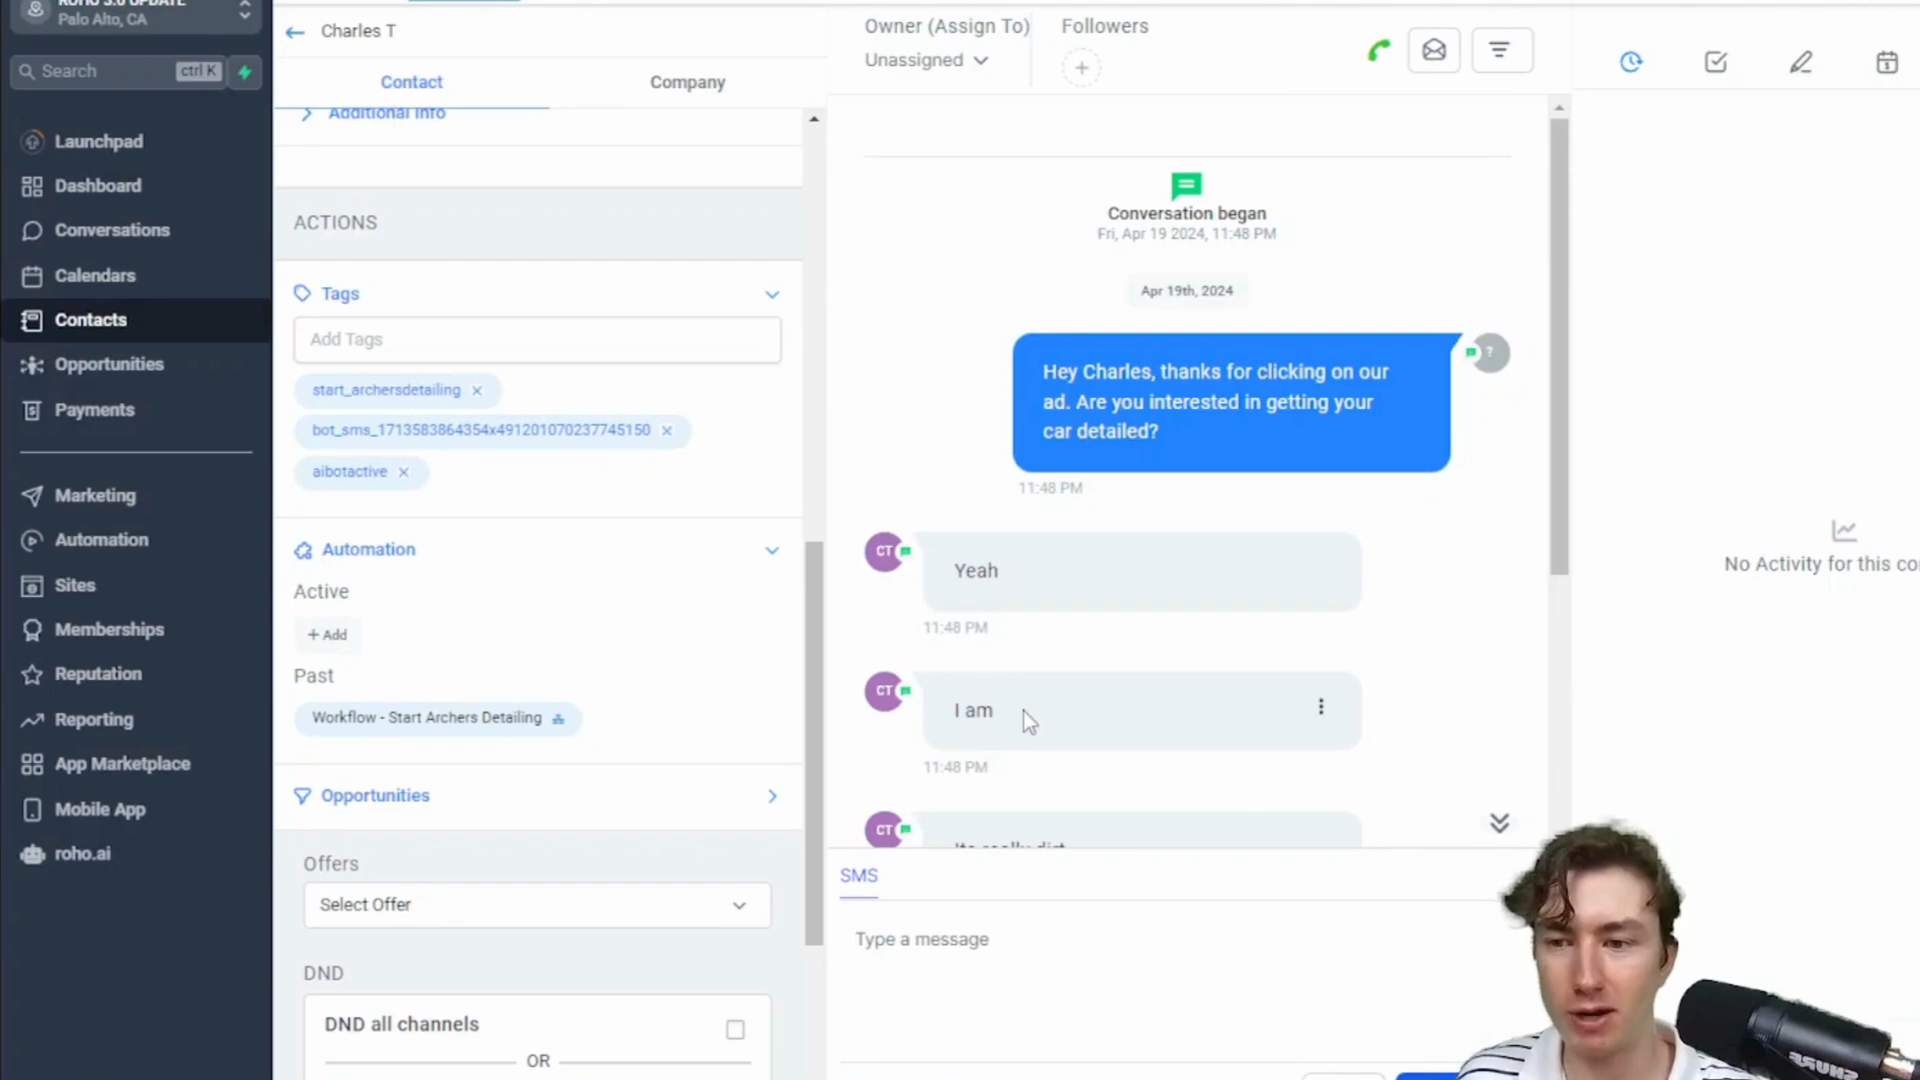 ROHO 3.0 UPDATE
Palo Alto, CA
Search
ctrl K
Launchpad
Dashboard
Conversations
Calendars
Contacts
Opportunities
Payments
Marketing
Automation
Sites
Memberships
Reputation
Reporting
App Marketplace
Mobile App
roho.ai
Charles T
Contact
Company
Additional Info
ACTIONS
Tags
Add Tags
start_archersdetailing
bot_sms_1713583864354x491201070237745150
aibotactive
Automation
Active
+ Add
Past
Workflow - Start Archers Detailing
Opportunities
Offers
Select Offer
DND
DND all channels
OR
Owner (Assign To)
Unassigned
Followers
Conversation began
Fri, Apr 19 2024, 11:48 PM
Apr 19th, 2024
Hey Charles, thanks for clicking on our
ad. Are you interested in getting your
car detailed?
?
11:48 PM
CT
Yeah
11:48 PM
CT
I am
11:48 PM
CT
SMS
Type a message
No Activity for this co
SHURE